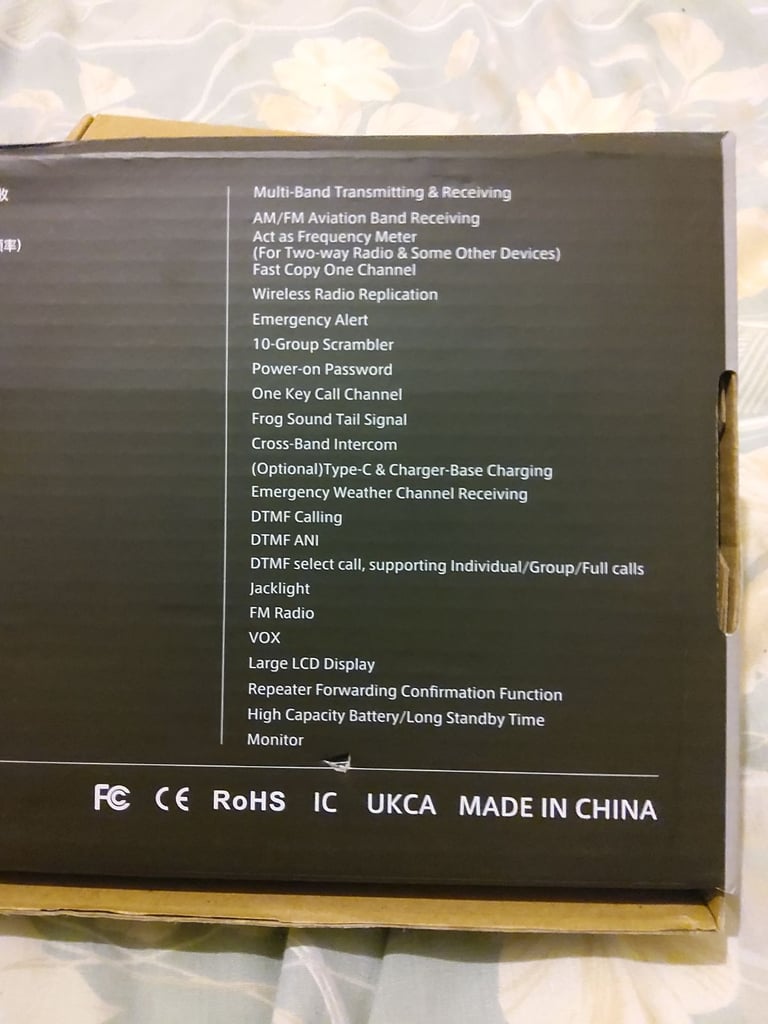 收
率)
Multi-Band Transmitting & Receiving
AM/FM Aviation Band Receiving
Act as Frequency Meter
(For Two-way Radio & Some Other Devices)
Fast Copy One Channel
Wireless Radio Replication
Emergency Alert
10-Group Scrambler
Power-on Password
One Key Call Channel
Frog Sound Tail Signal
Cross-Band Intercom
(Optional)Type-C & Charger-Base Charging
Emergency Weather Channel Receiving
DTMF Calling
DTMF ANI
DTMF select call, supporting Individual/Group/Full calls
Jacklight
FM Radio
VOX
Large LCD Display
Repeater Forwarding Confirmation Function
High Capacity Battery/Long Standby Time
Monitor
FC CE RoHS IC UKCA MADE IN CHINA